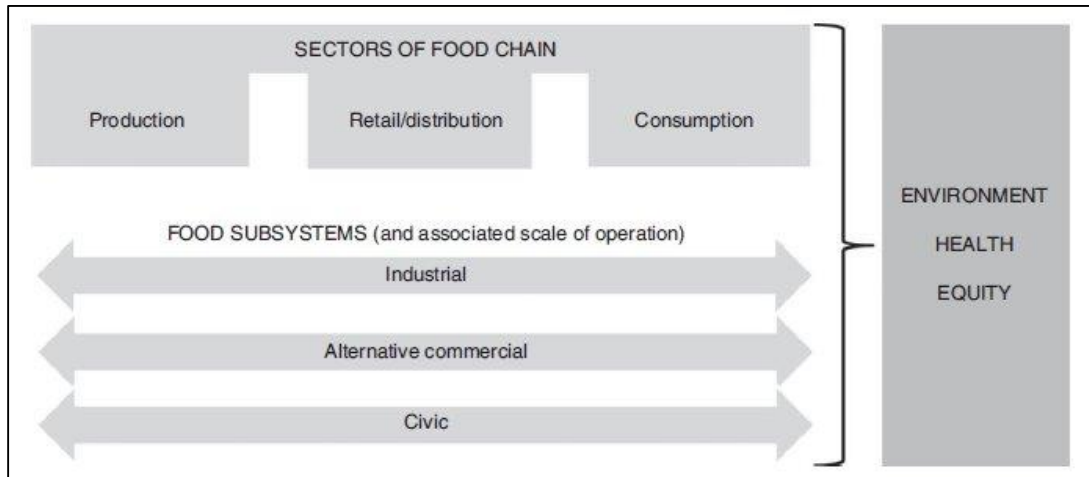 SECTORS OF FOOD CHAIN
Production
Retail/distribution
Consumption
FOOD SUBSYSTEMS (and associated scale of operation)
Industrial
Alternative commercial
Civic
ENVIRONMENT
HEALTH
EQUITY